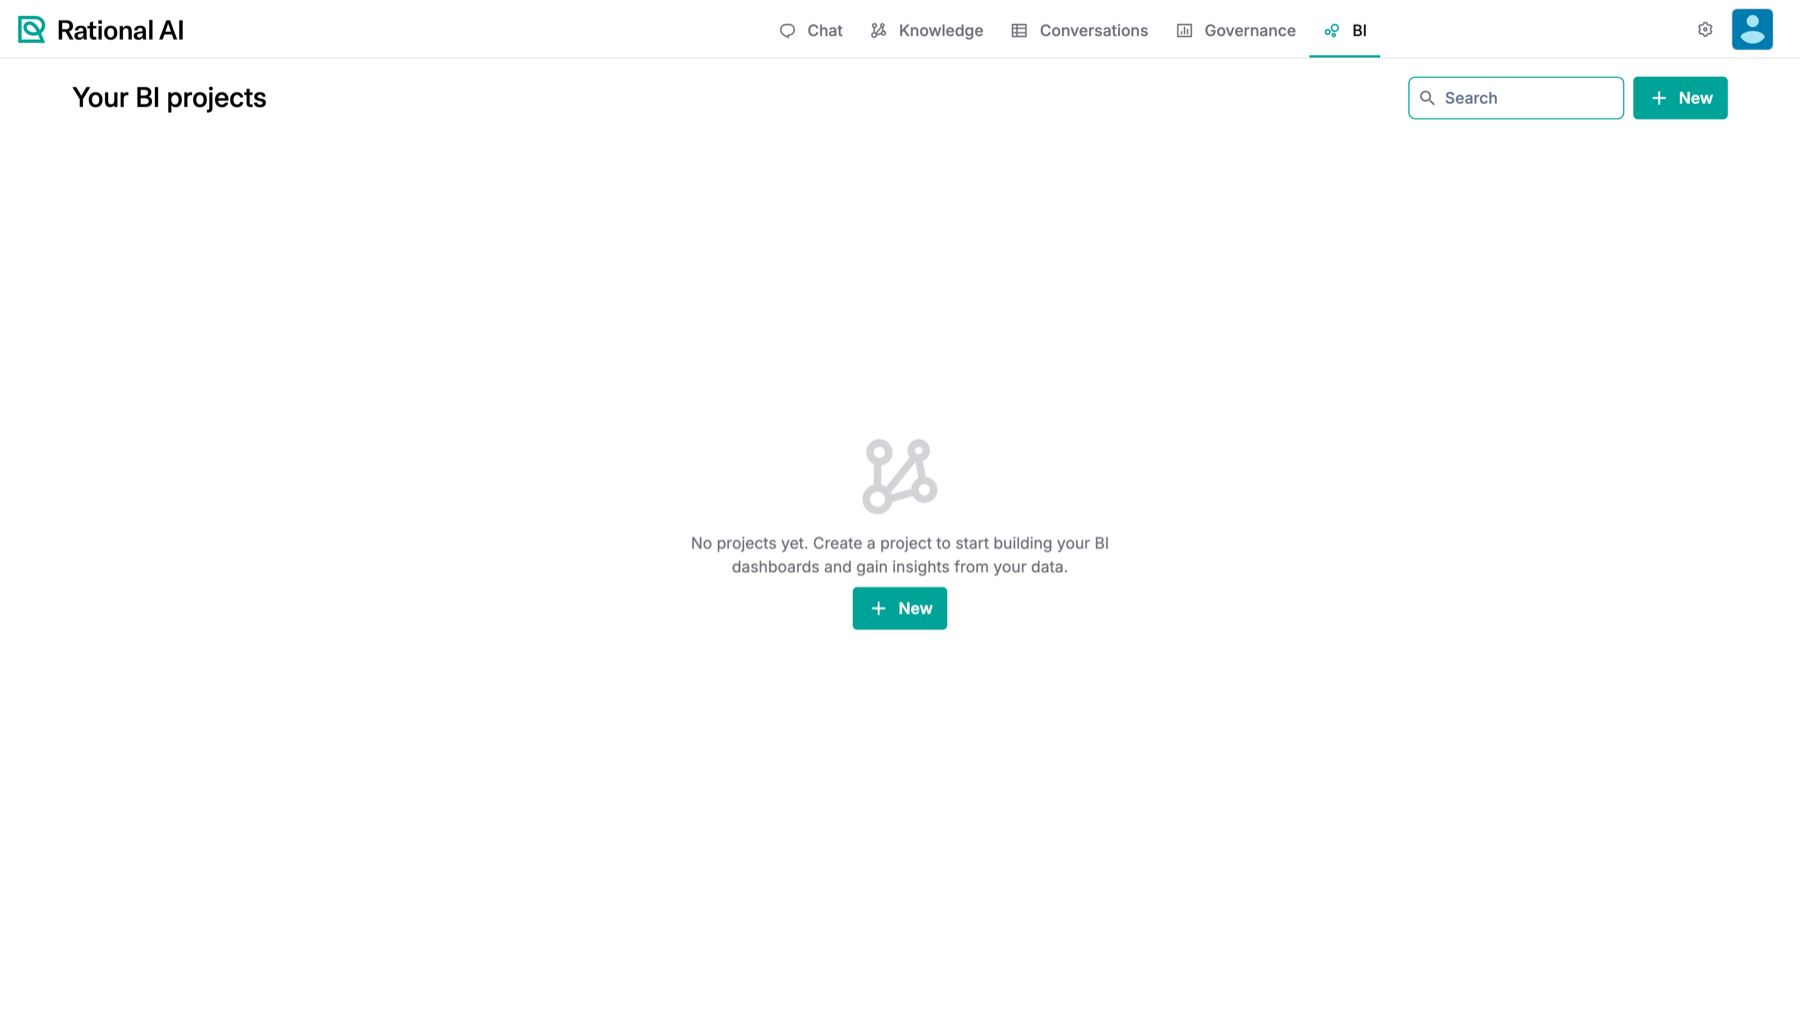 Rational AI
Chat
Knowledge
Conversations
Governance
BI
Your BI projects
Search
New
No projects yet. Create a project to start building your BI
dashboards and gain insights from your data.
New